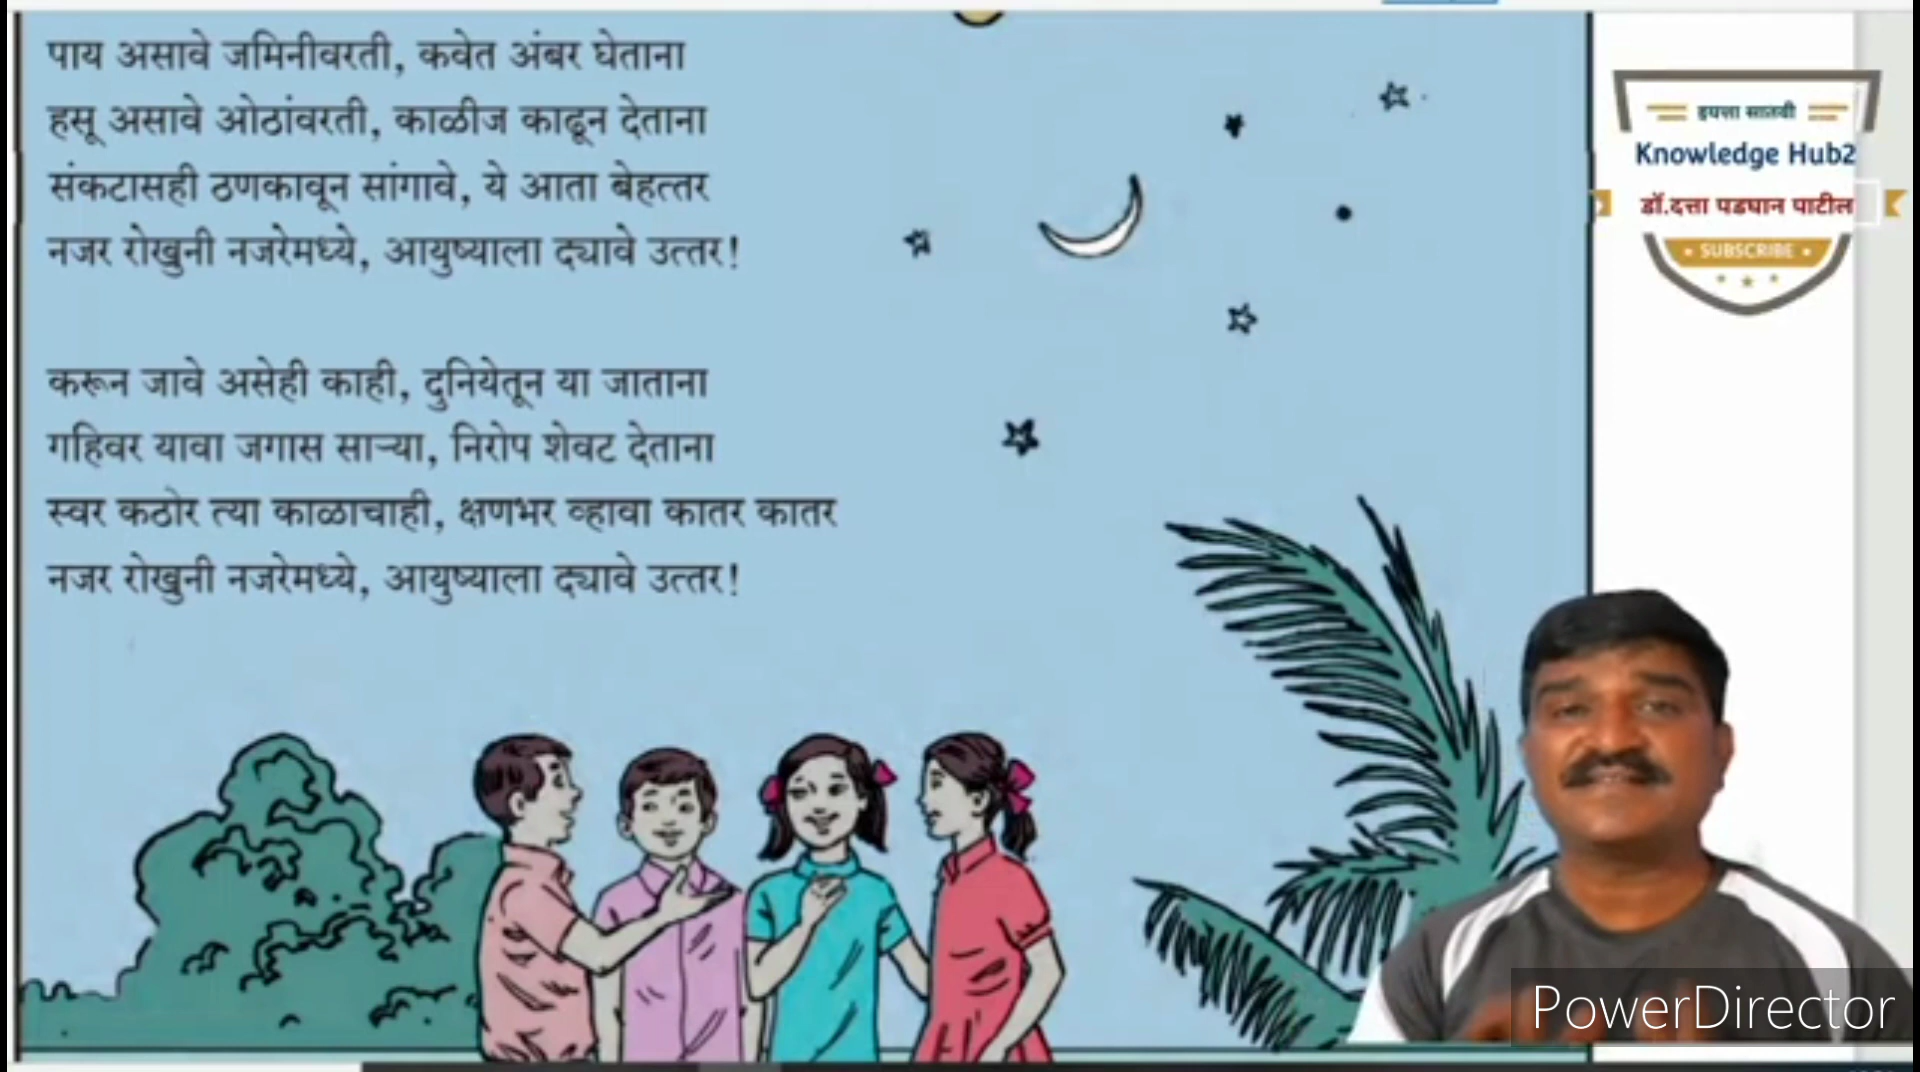 पाय असावे जमिनीवरती, कवेत अंबर घेताना
हसू असावे ओठांवरती, काळीज काढून देताना
संकटासही ठणकावून सांगावे, ये आता बेहत्तर
नजर रोखुनी नजरेमध्ये, आयुष्याला द्यावे उत्तर!
करून जावे असेही काही, दुनियेतून या जाताना
गहिवर यावा जगास साऱ्या, निरोप शेवट देताना
स्वर कठोर त्या काळाचाही, क्षणभर व्हावा कातर कातर
नजर रोखुनी नजरेमध्ये, आयुष्याला द्यावे उत्तर!
इयत्ता सातवी
Knowledge Hub2
डॉ.दत्ता पडघान पाटील
SUBSCRIBE
PowerDirector